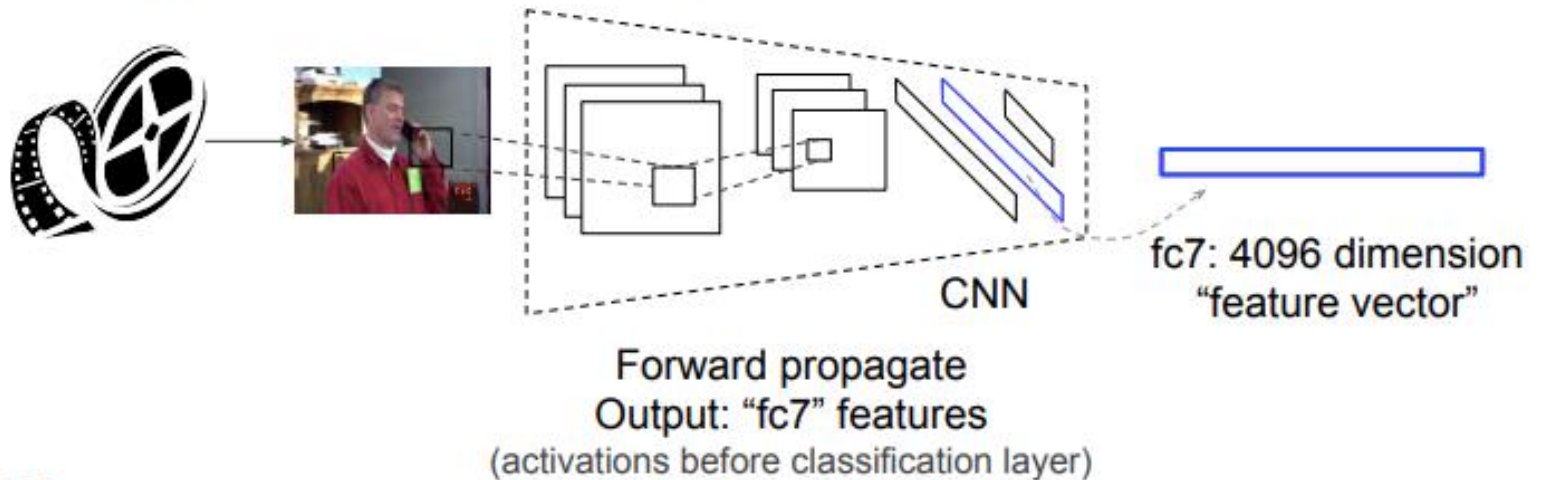 CNN
fc7: 4096 dimension
“feature vector”
Forward propagate
Output: “fc7” features
(activations before classification layer)